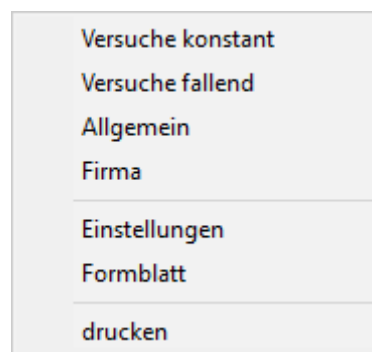 Versuche konstant
Versuche fallend
Allgemein
Firma
Einstellungen
Formblatt
drucken